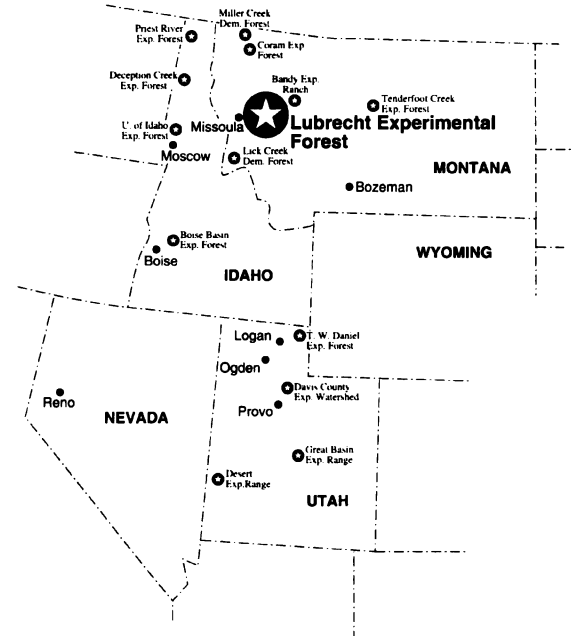 Miller Creek
Dem. Forest
Priest River
Exp. Forest
Coram Exp
Forest
Deception Creek
Exp. Forest
Bandy Exp.
Ranch
Tenderfoot Creek
Exp. Forest
U. of Idaho
Exp. Forest
Missoula
Lubrecht Experimental
Forest
Moscow
Lick Creek
Dem. Forest
MONTANA
Bozeman
Boise Basin
Exp. Forest
Boise
WYOMING
IDAHO
Logan
T. W. Daniel
Exp. Forest
Ogden
Davis County
Exp. Watershed
Reno
Provo
NEVADA
Great Basin
Exp. Range
Desert
Exp.Range
UTAH